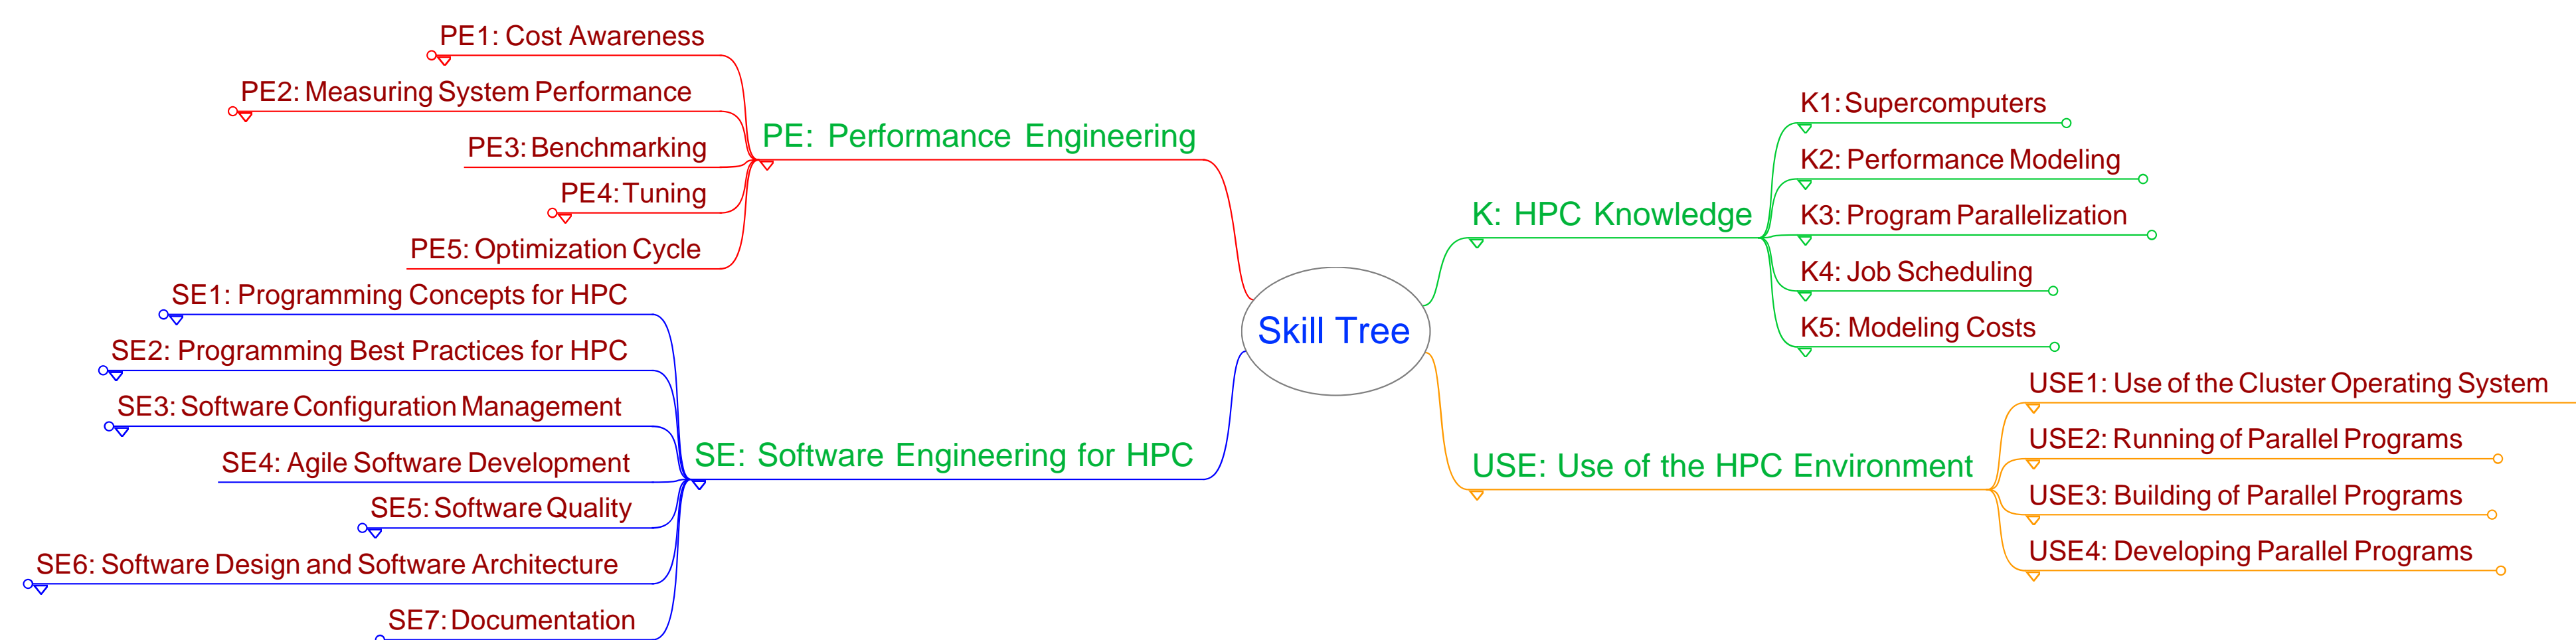 PE1: Cost Awareness
PE2: Measuring System Performance
PE3: Benchmarking
PE4: Tuning
PE5: Optimization Cycle
PE: Performance Engineering
SE1: Programming Concepts for HPC
SE2: Programming Best Practices for HPC
SE3: Software Configuration Management
SE4: Agile Software Development
SE5: Software Quality
SE6: Software Design and Software Architecture
SE7: Documentation
SE: Software Engineering for HPC
Skill Tree
K: HPC Knowledge
K1: Supercomputers
K2: Performance Modeling
K3: Program Parallelization
K4: Job Scheduling
K5: Modeling Costs
USE: Use of the HPC Environment
USE1: Use of the Cluster Operating System
USE2: Running of Parallel Programs
USE3: Building of Parallel Programs
USE4: Developing Parallel Programs